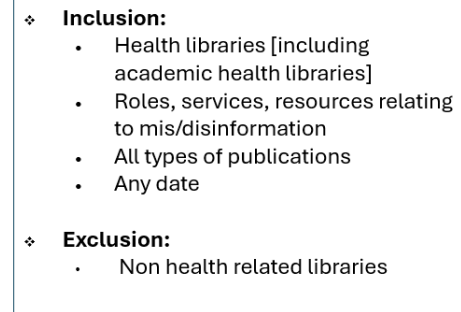 ❖ Inclusion:
• Health libraries [including
academic health libraries]
• Roles, services, resources relating
to mis/disinformation
• All types of publications
• Any date
❖ Exclusion:
• Non health related libraries